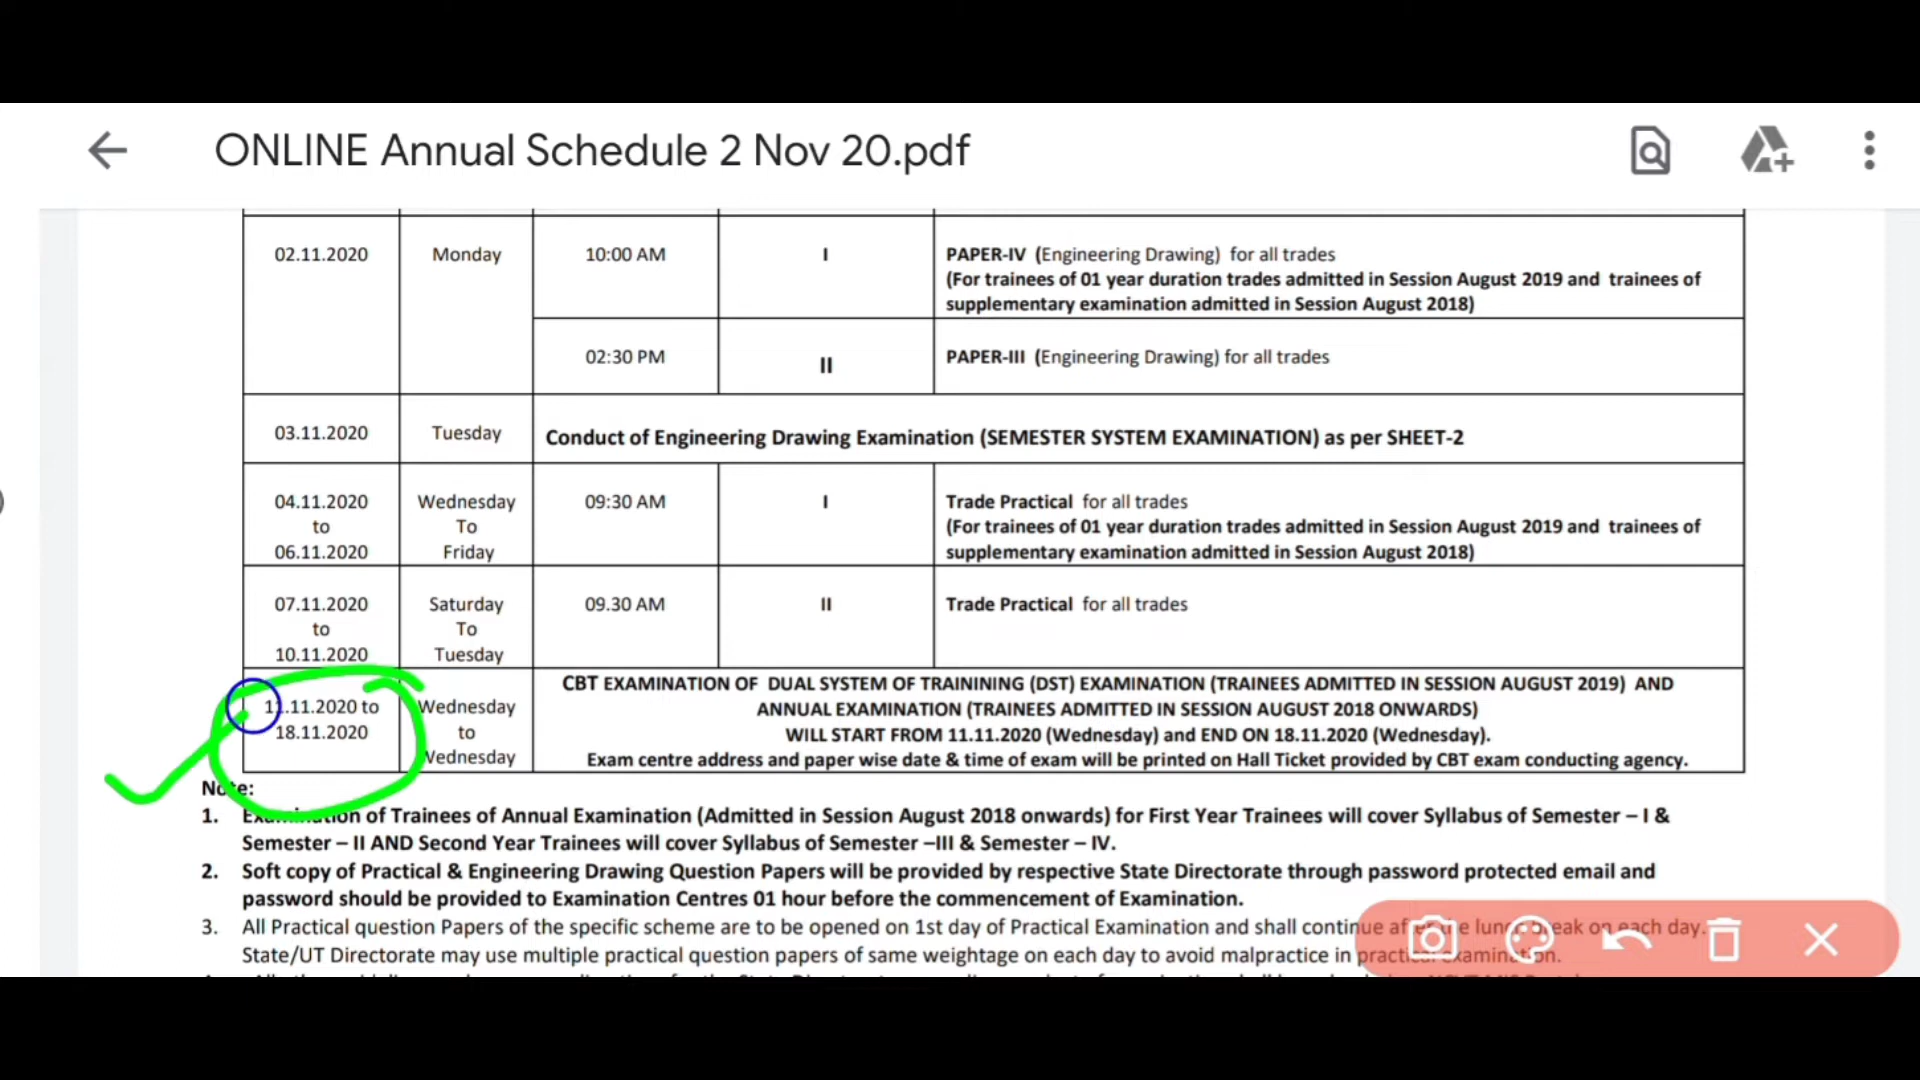 ONLINE Annual Schedule 2 Nov 20.pdf
02.11.2020 Monday 10:00 AM I PAPER-IV (Engineering Drawing) for all trades
(For trainees of 01 year duration trades admitted in Session August 2019 and trainees of
supplementary examination admitted in Session August 2018)
02:30 PM II PAPER-III (Engineering Drawing) for all trades
03.11.2020 Tuesday Conduct of Engineering Drawing Examination (SEMESTER SYSTEM EXAMINATION) as per SHEET-2
04.11.2020 Wednesday 09:30 AM I Trade Practical for all trades
to To (For trainees of 01 year duration trades admitted in Session August 2019 and trainees of
06.11.2020 Friday supplementary examination admitted in Session August 2018)
07.11.2020 Saturday 09.30 AM II Trade Practical for all trades
to To
10.11.2020 Tuesday
CBT EXAMINATION OF DUAL SYSTEM OF TRAININING (DST) EXAMINATION (TRAINEES ADMITTED IN SESSION AUGUST 2019) AND
11.11.2020 to Wednesday ANNUAL EXAMINATION (TRAINEES ADMITTED IN SESSION AUGUST 2018 ONWARDS)
18.11.2020 to WILL START FROM 11.11.2020 (Wednesday) and END ON 18.11.2020 (Wednesday).
Wednesday Exam centre address and paper wise date & time of exam will be printed on Hall Ticket provided by CBT exam conducting agency.
Note:
1. Examination of Trainees of Annual Examination (Admitted in Session August 2018 onwards) for First Year Trainees will cover Syllabus of Semester – I &
Semester – II AND Second Year Trainees will cover Syllabus of Semester –III & Semester – IV.
2. Soft copy of Practical & Engineering Drawing Question Papers will be provided by respective State Directorate through password protected email and
password should be provided to Examination Centres 01 hour before the commencement of Examination.
3. All Practical question Papers of the specific scheme are to be opened on 1st day of Practical Examination and shall continue after the lunch break on each day.
State/UT Directorate may use multiple practical question papers of same weightage on each day to avoid malpractice in practical examination.